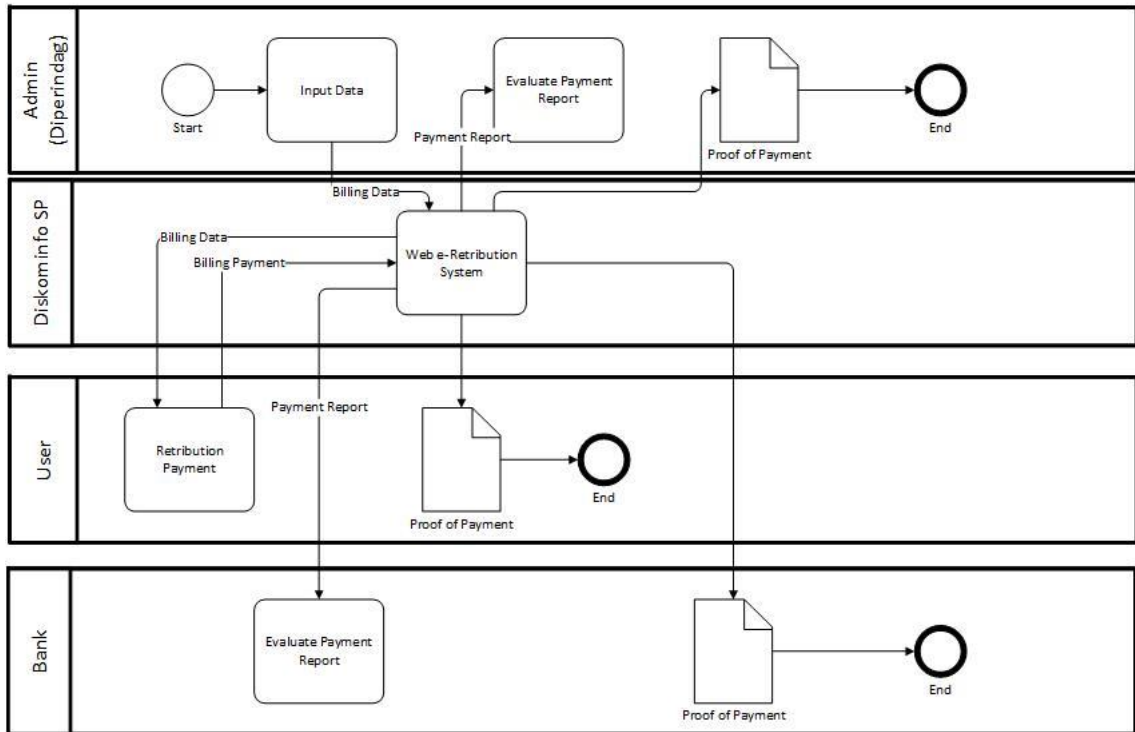 Admin
(Diperindag)
Start
Input Data
Evaluate Payment
Report
Payment Report
Proof of Payment
End
Diskominfo SP
Billing Data
Billing Data
Billing Payment
Web e-Retribution
System
User
Retribution
Payment
Payment Report
Proof of Payment
End
Bank
Evaluate Payment
Report
Proof of Payment
End